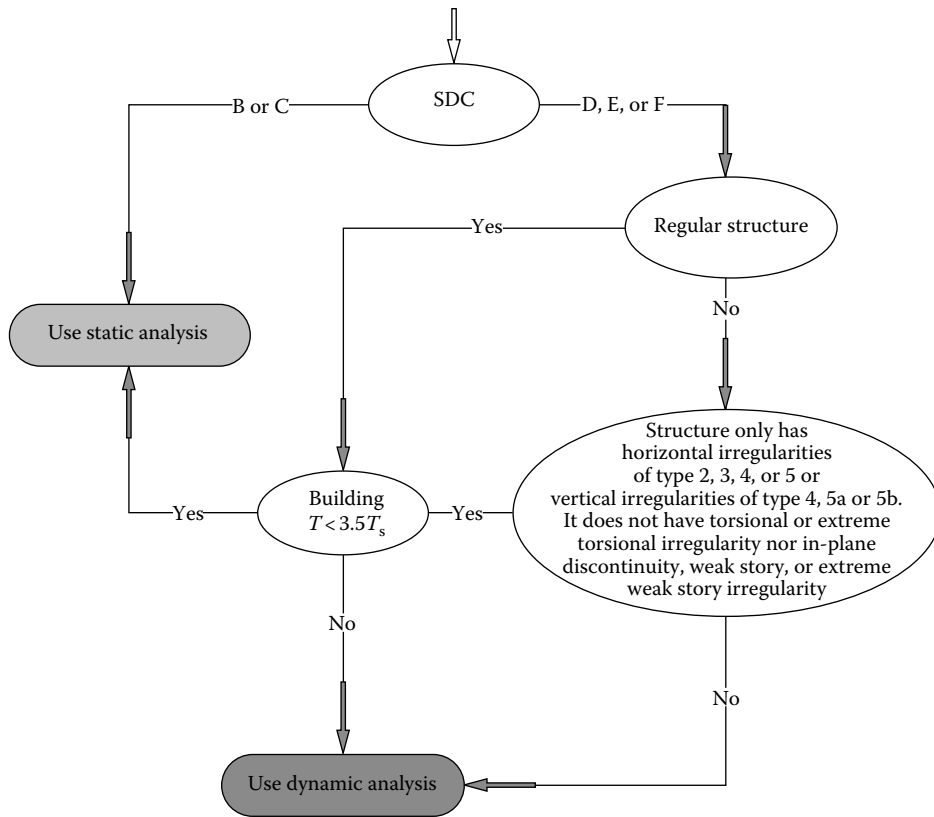 SDC
B or C
D, E, or F
Regular structure
Yes
No
Use static analysis
Structure only has
horizontal irregularities
of type 2, 3, 4, or 5 or
vertical irregularities of type 4, 5a or 5b.
It does not have torsional or extreme
torsional irregularity nor in-plane
discontinuity, weak story, or extreme
weak story irregularity
Yes
Building
T < 3.5Ts
Yes
No
No
Use dynamic analysis